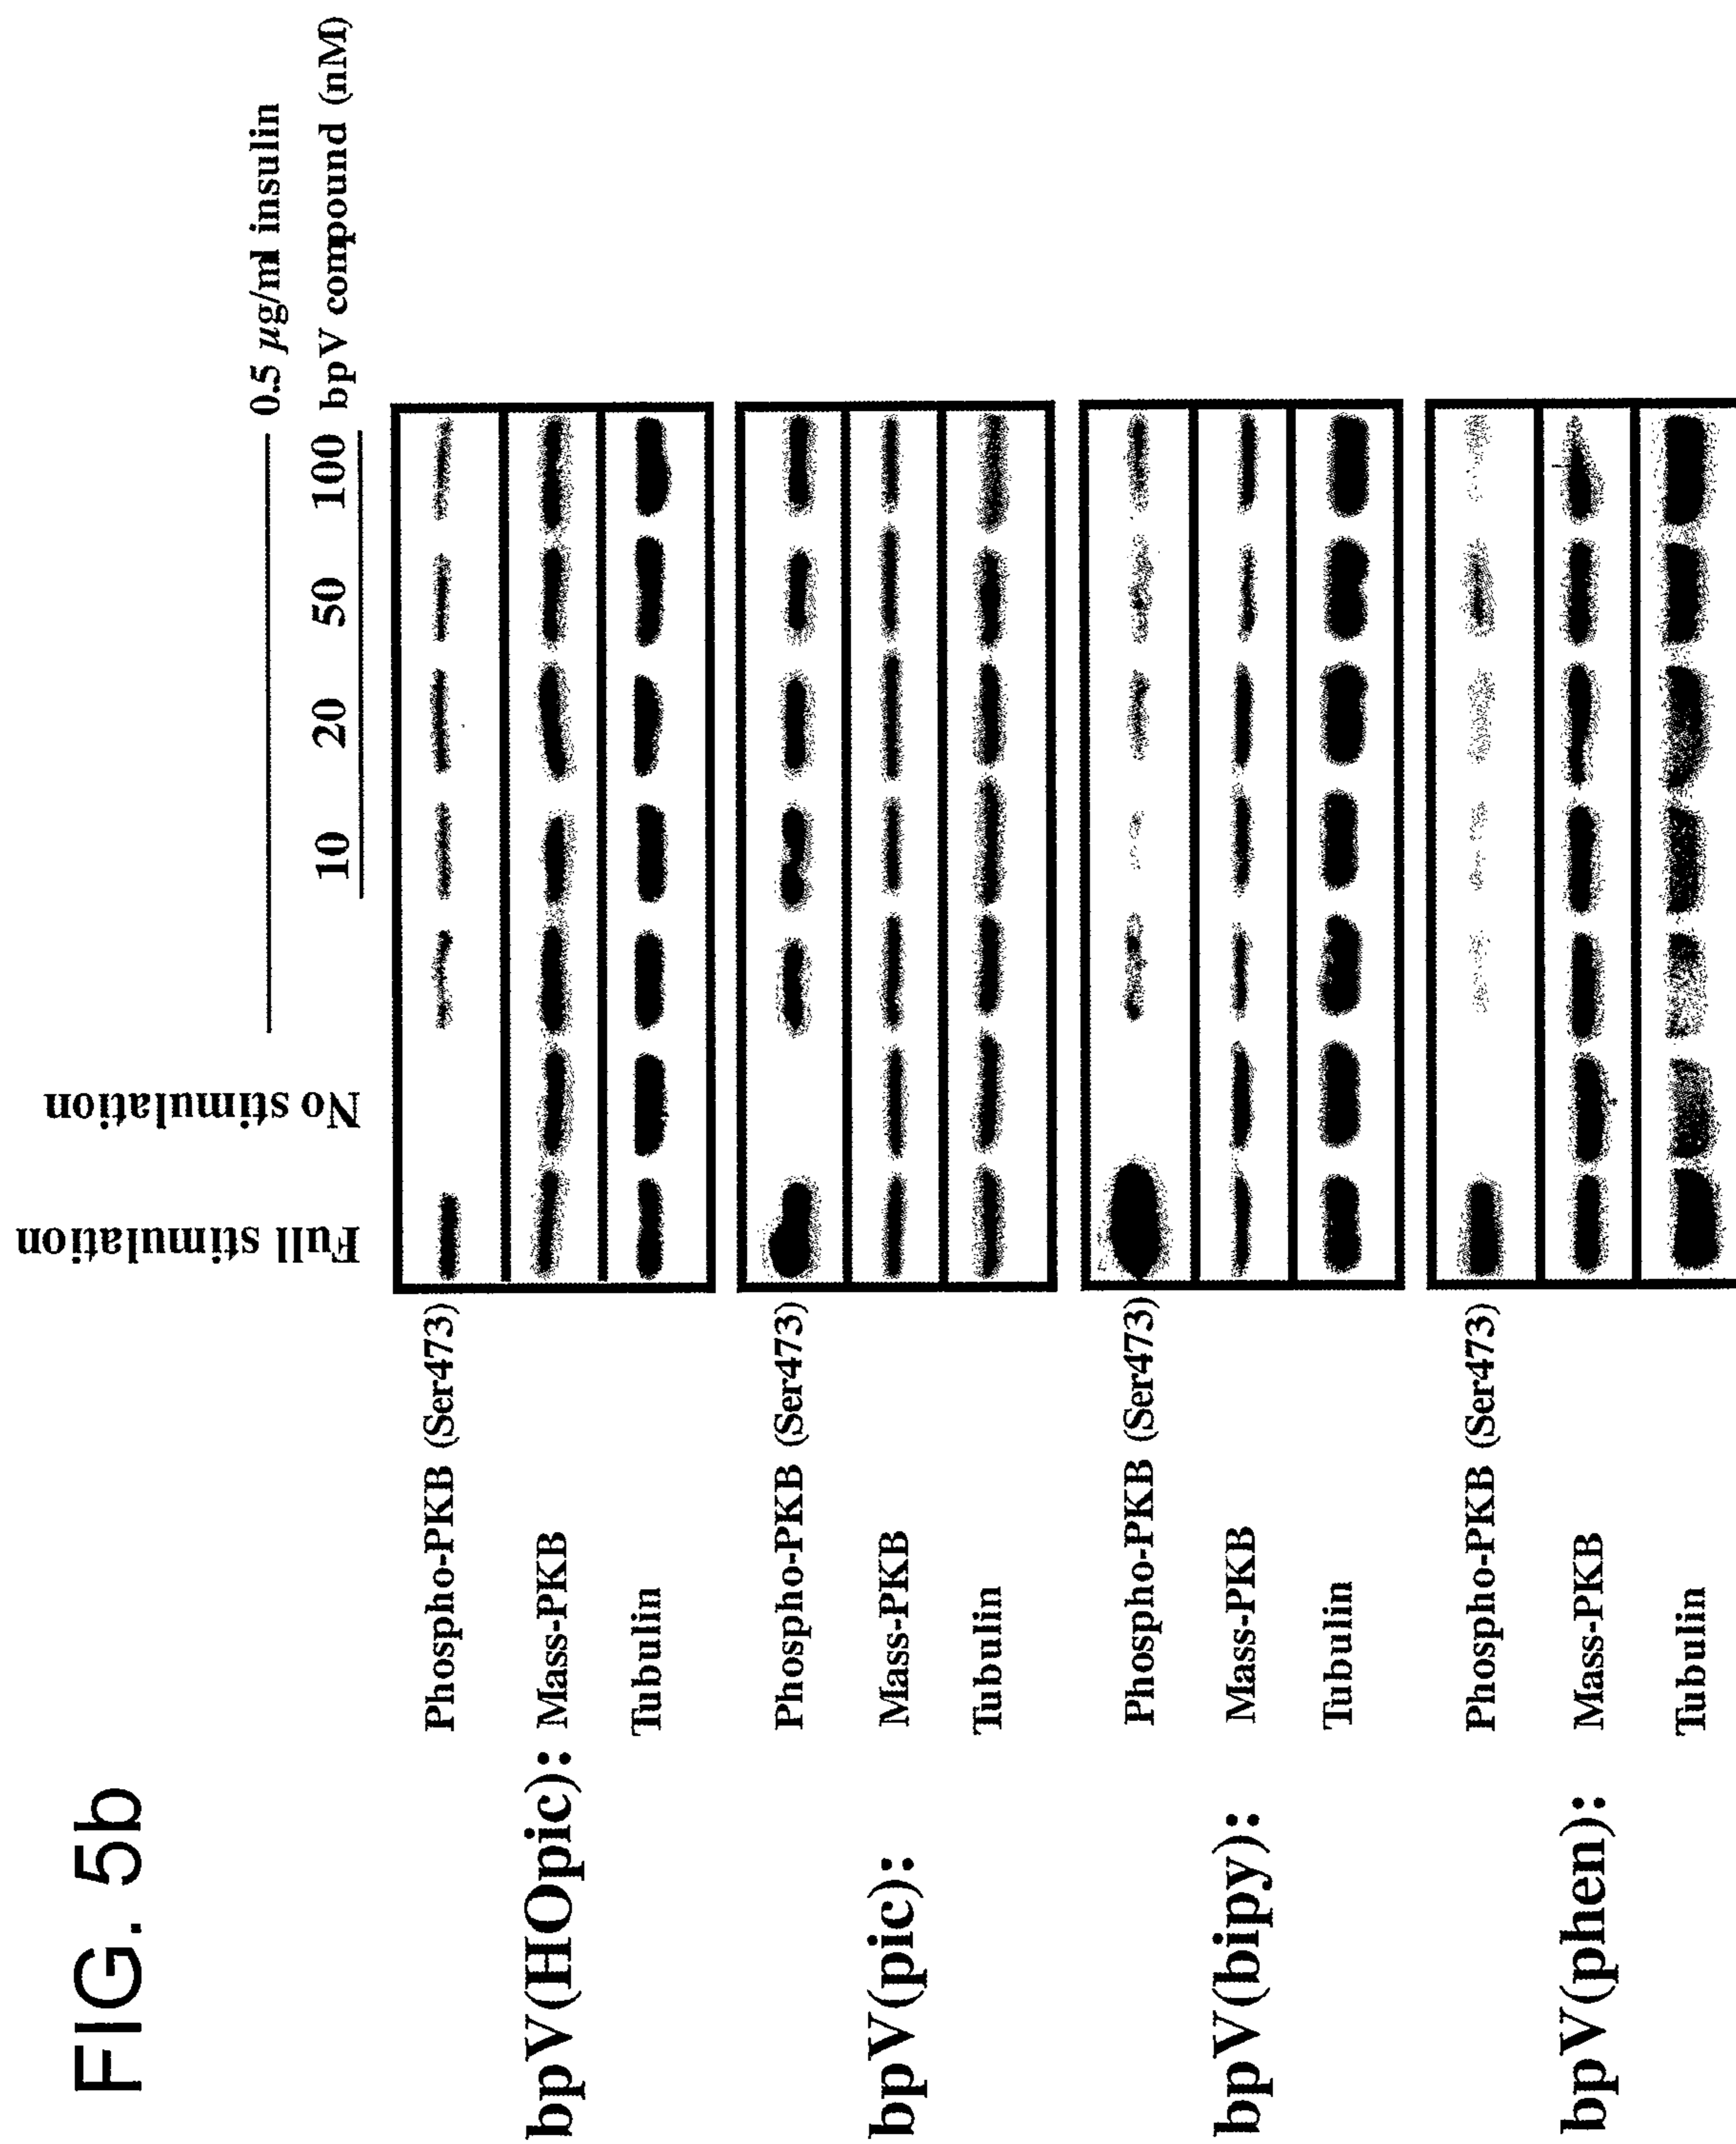 FIG. 5b
Full stimulation
No stimulation
0.5 µg/ml insulin
10 20 50 100 bpV compound (nM)
Phospho-PKB (Ser473)
bpV(HOpic): Mass-PKB
Tubulin
Phospho-PKB (Ser473)
bpV(pic): Mass-PKB
Tubulin
Phospho-PKB (Ser473)
bpV(bipy): Mass-PKB
Tubulin
Phospho-PKB (Ser473)
bpV(phen): Mass-PKB
Tubulin